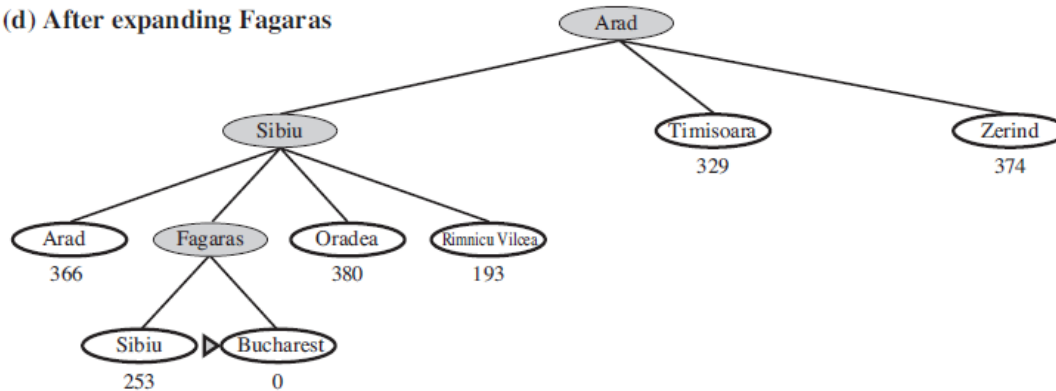 (d) After expanding Fagaras
Arad
Sibiu
Timisoara
Zerind
329
374
Arad
Fagaras
Oradea
Rimnicu Vilcea
366
380
193
Sibiu
Bucharest
253
0